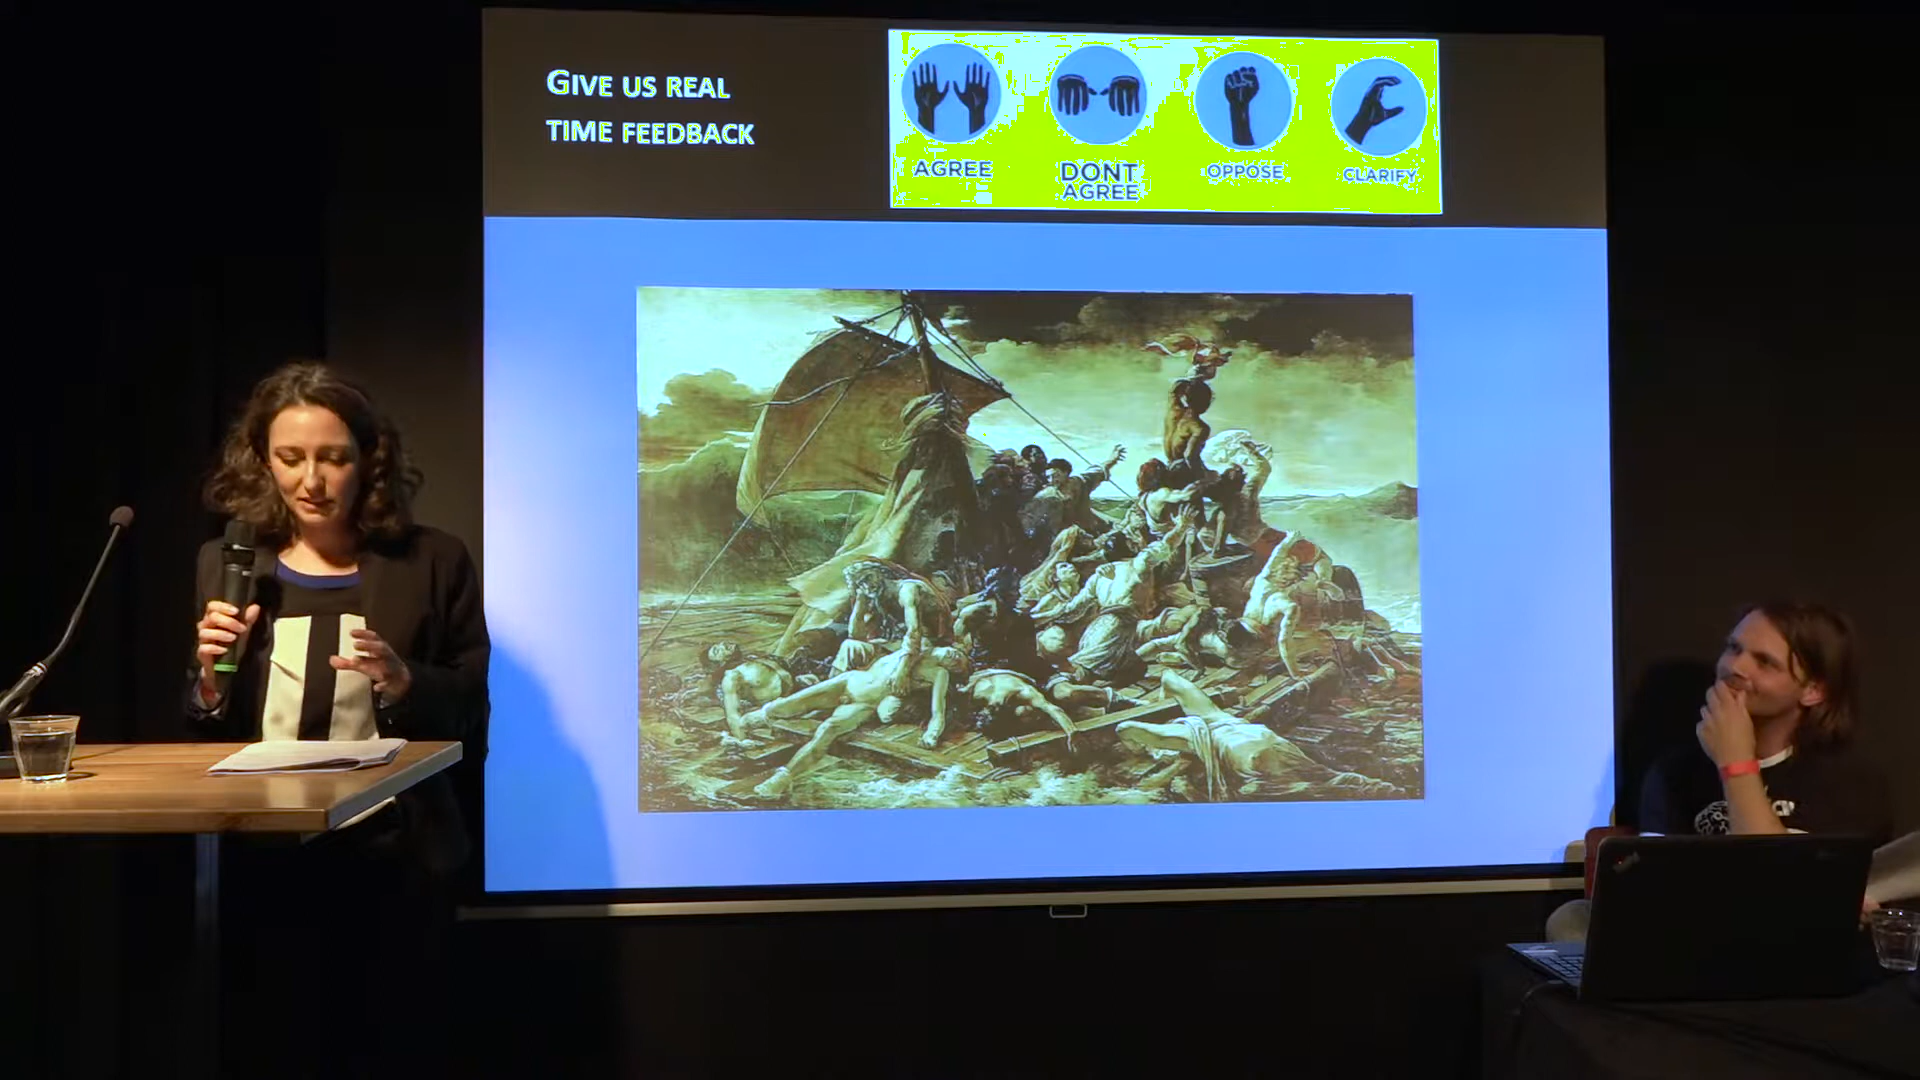 GIVE US REAL
TIME FEEDBACK
AGREE
DONT
AGREE
OPPOSE
CLARIFY